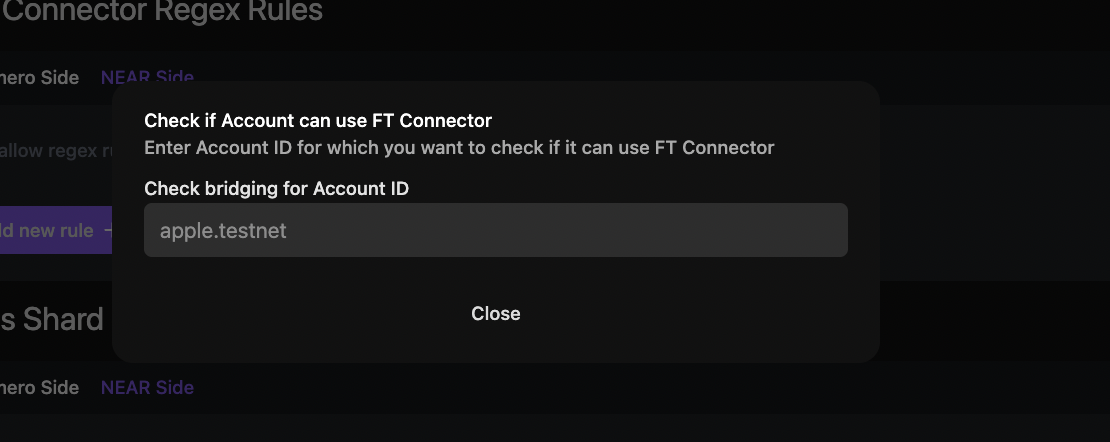 Connector Regex Rules
nero Side NEAR Side
Check if Account can use FT Connector
allow regex r
Enter Account ID for which you want to check if it can use FT Connector
Check bridging for Account ID
d new rule +
apple.testnet
s Shard
Close
nero Side NEAR Side